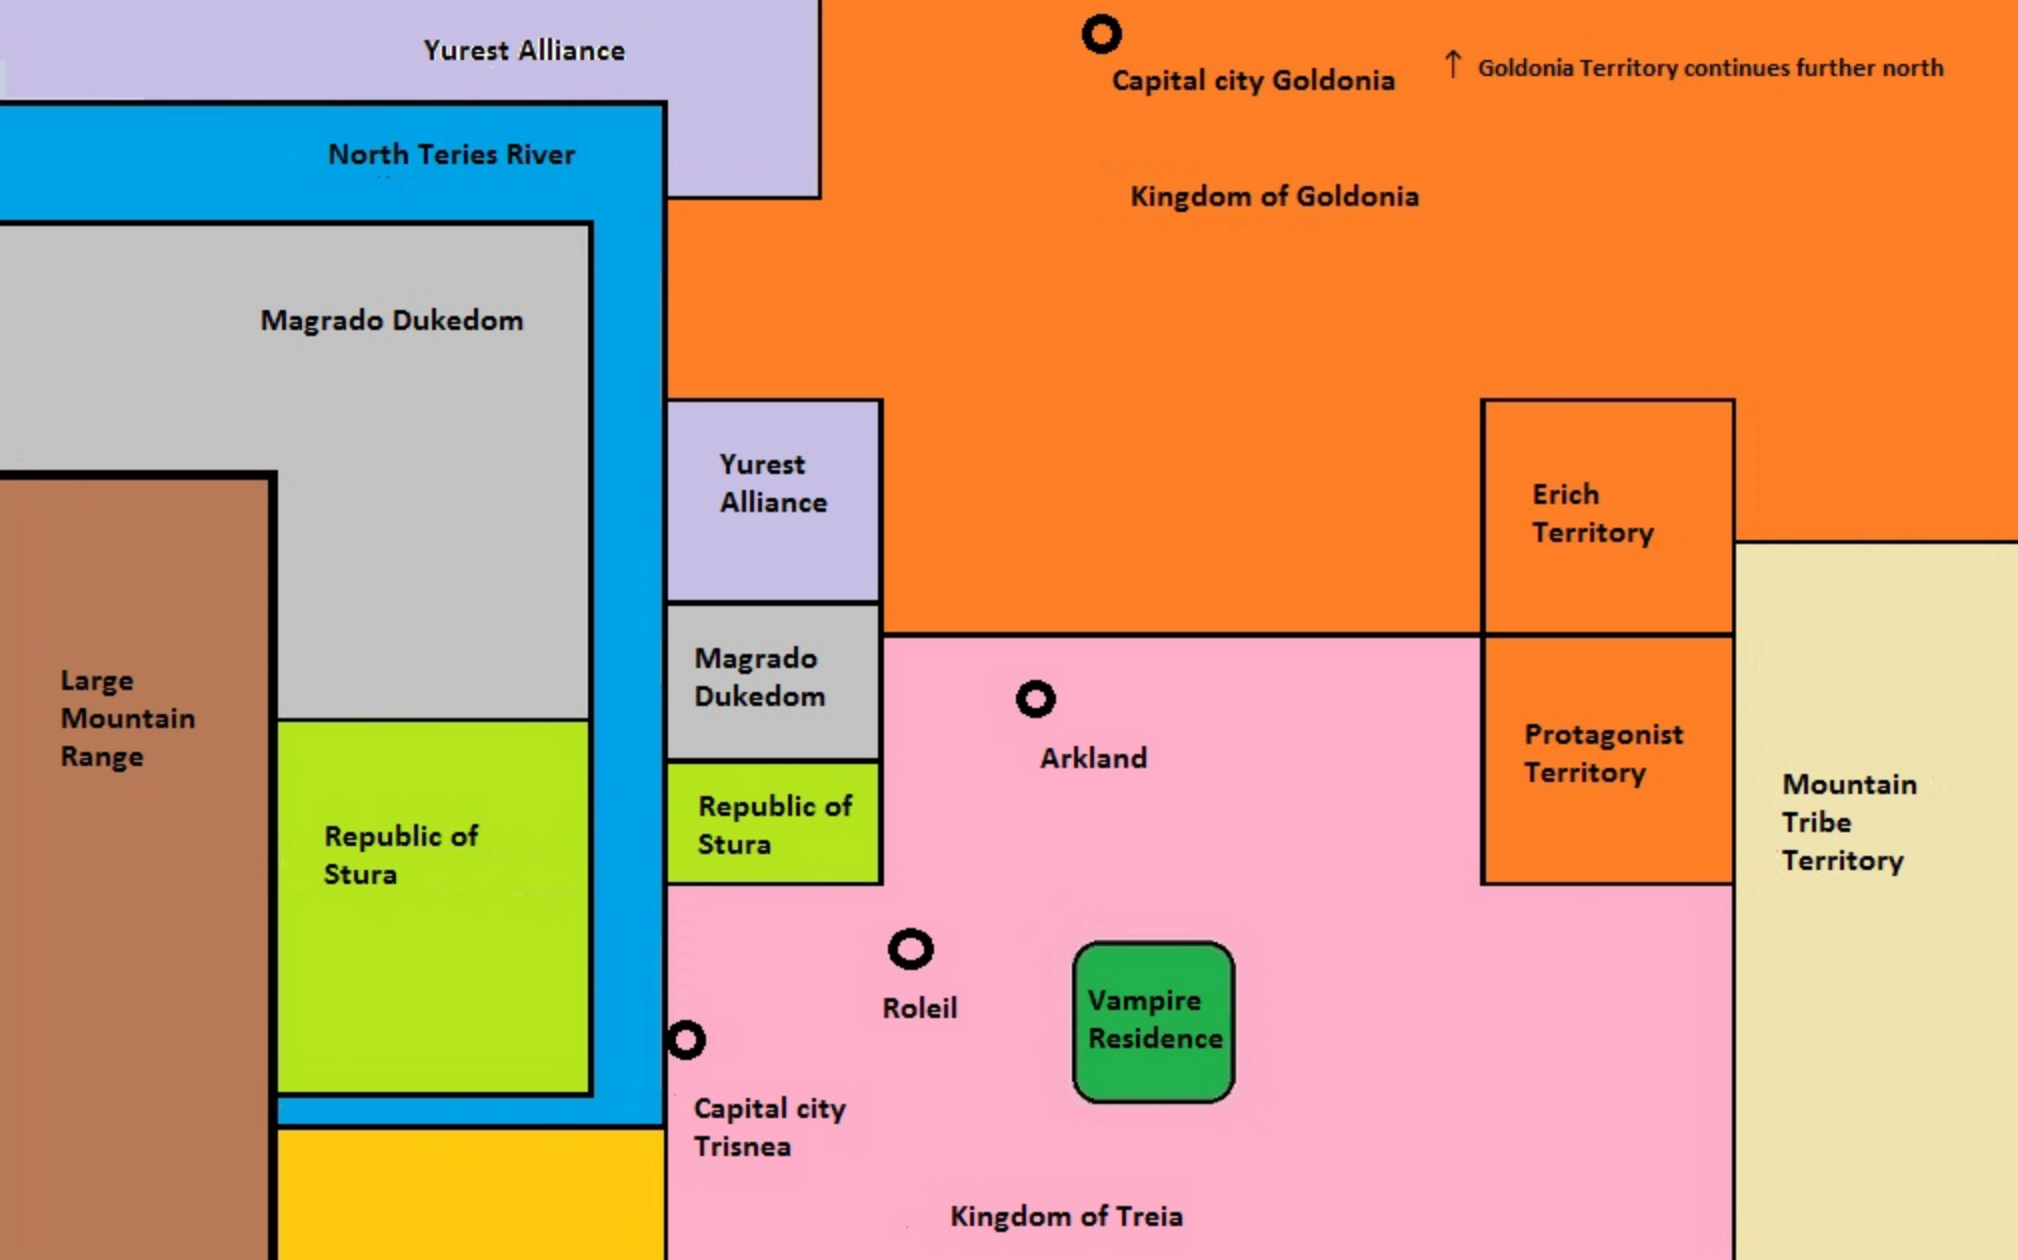 Yurest Alliance
Capital city Goldonia
↑ Goldonia Territory continues further north
North Teries River
Kingdom of Goldonia
Magrado Dukedom
Yurest
Alliance
Erich
Territory
Large
Mountain
Range
Magrado
Dukedom
Arkland
Protagonist
Territory
Mountain
Tribe
Territory
Republic of
Stura
Republic of
Stura
Roleil
Vampire
Residence
Capital city
Trisnea
Kingdom of Treia